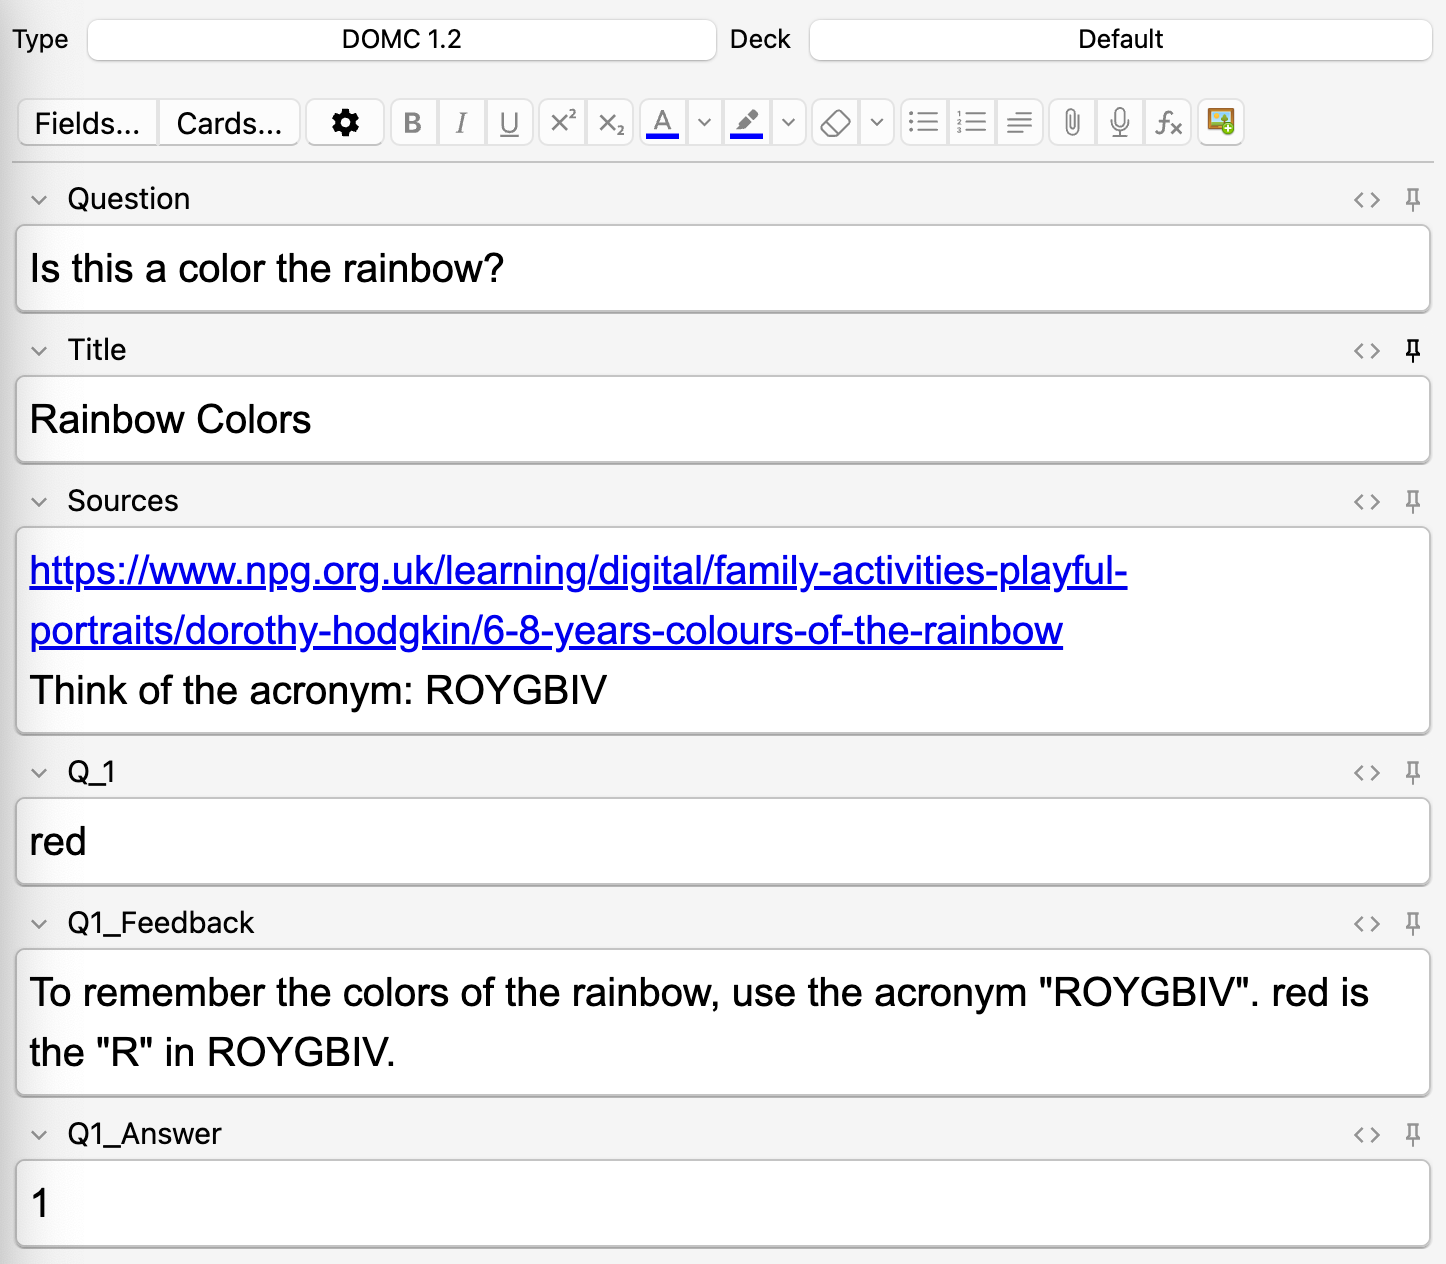 Type DOMC 1.2 Deck Default
Fields... Cards... B I U X² X₂ A fx
Question
Is this a color the rainbow?
Title
Rainbow Colors
Sources
https://www.npg.org.uk/learning/digital/family-activities-playful-
portraits/dorothy-hodgkin/6-8-years-colours-of-the-rainbow
Think of the acronym: ROYGBIV
Q_1
red
Q1_Feedback
To remember the colors of the rainbow, use the acronym "ROYGBIV". red is
the "R" in ROYGBIV.
Q1_Answer
1